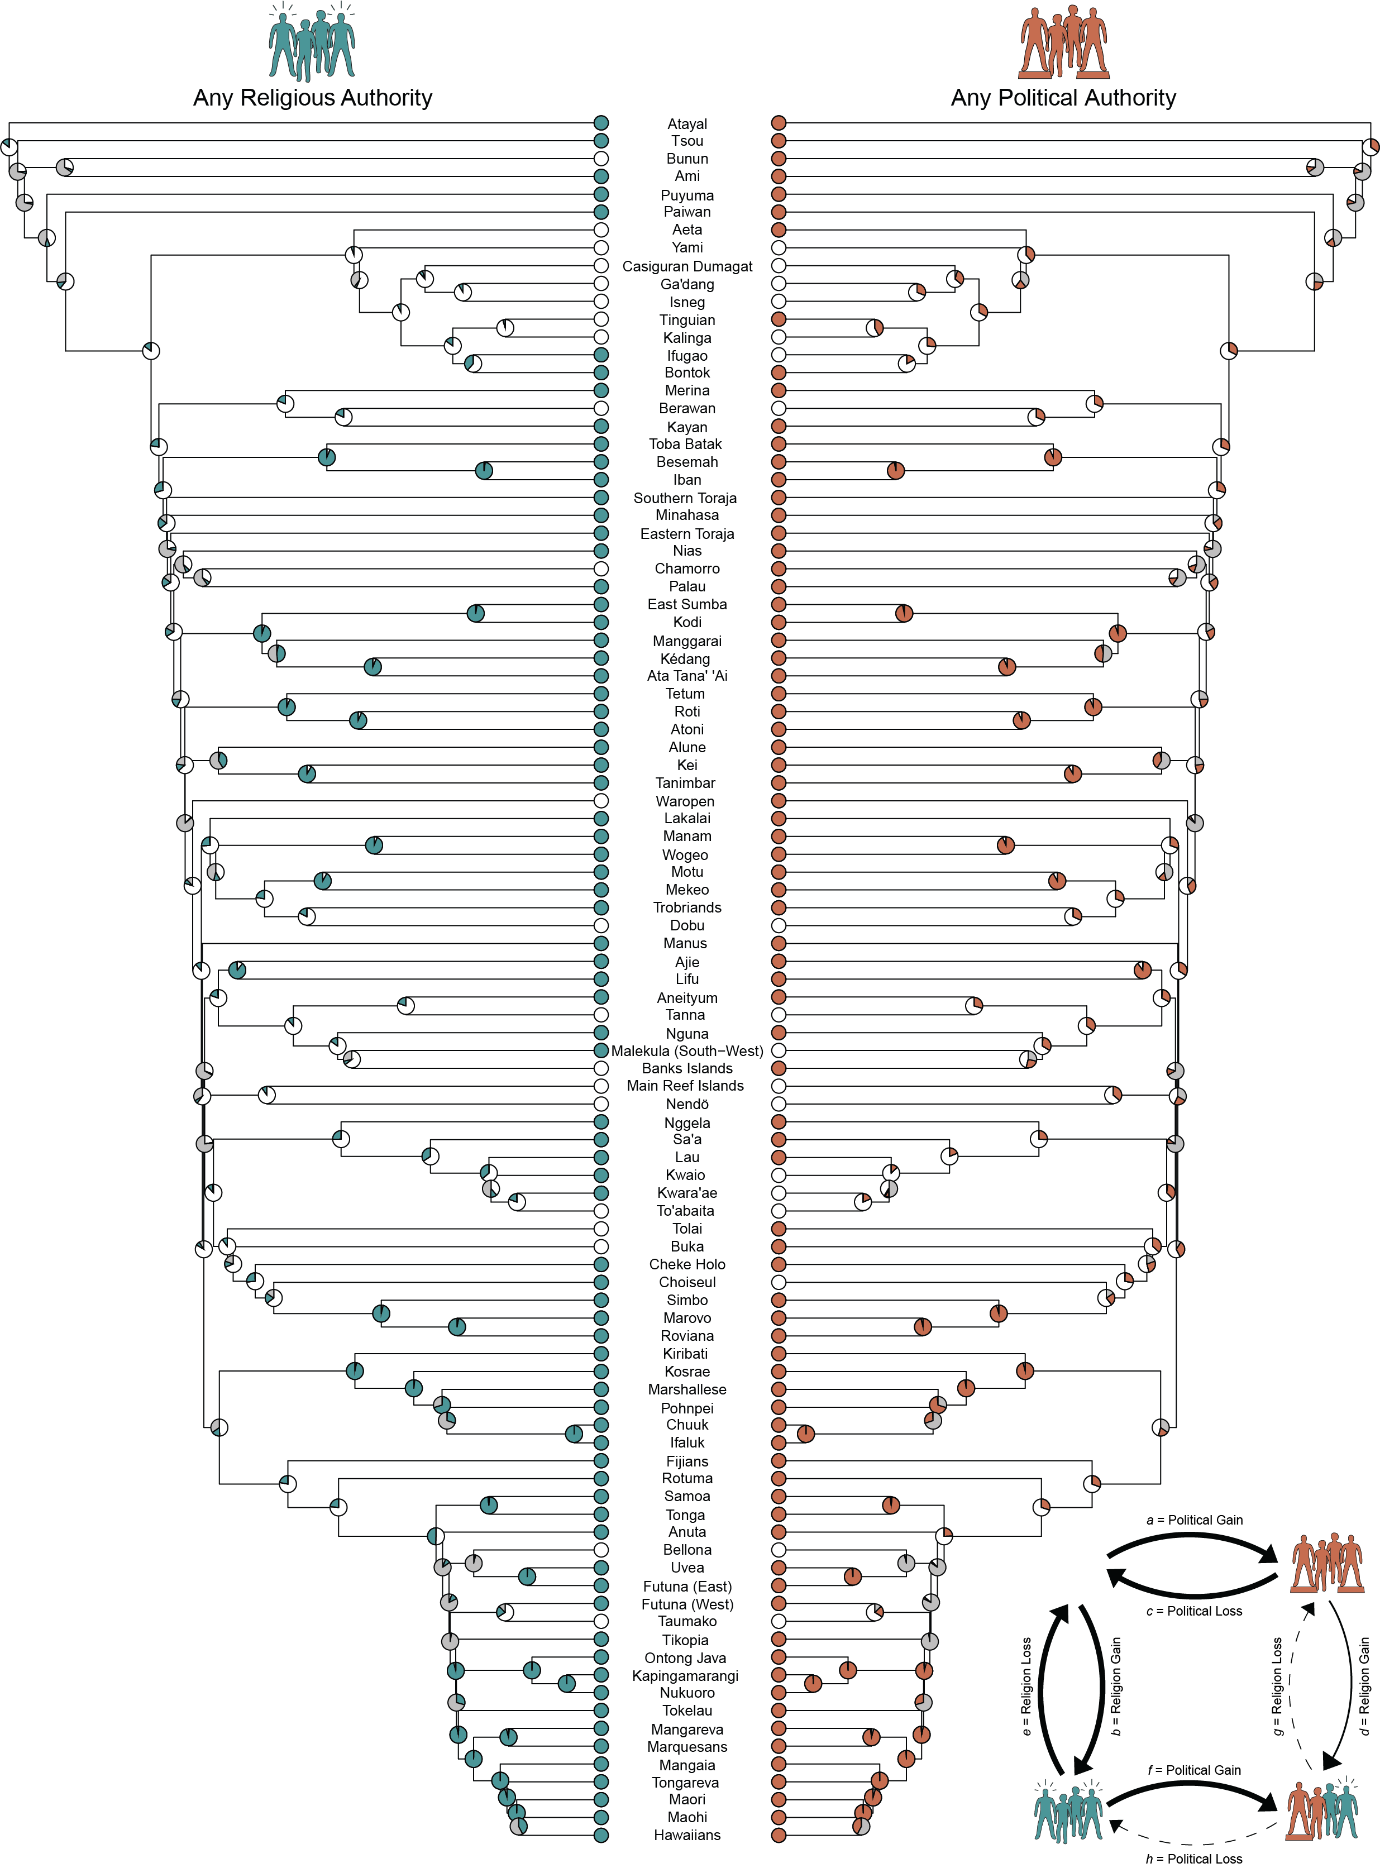 Any Religious Authority
Any Political Authority
Atayal
Tsou
Bunun
Ami
Puyuma
Paiwan
Aeta
Yami
Casiguran Dumagat
Ga'dang
Isneg
Tinguian
Kalinga
Ifugao
Bontok
Merina
Berawan
Kayan
Toba Batak
Besemah
Iban
Southern Toraja
Minahasa
Eastern Toraja
Nias
Chamorro
Palau
East Sumba
Kodi
Manggarai
Kédang
Ata Tana' 'Ai
Tetum
Roti
Atoni
Alune
Kei
Tanimbar
Waropen
Lakalai
Manam
Wogeo
Motu
Mekeo
Trobriands
Dobu
Manus
Ajie
Lifu
Aneityum
Tanna
Nguna
Malekula (South−West)
Banks Islands
Main Reef Islands
Nendö
Nggela
Sa'a
Lau
Kwaio
Kwara'ae
To'abaita
Tolai
Buka
Cheke Holo
Choiseul
Simbo
Marovo
Roviana
Kiribati
Kosrae
Marshallese
Pohnpei
Chuuk
Ifaluk
Fijians
Rotuma
Samoa
Tonga
Anuta
Bellona
Uvea
Futuna (East)
Futuna (West)
Taumako
Tikopia
Ontong Java
Kapingamarangi
Nukuoro
Tokelau
Mangareva
Marquesans
Mangaia
Tongareva
Maori
Maohi
Hawaiians
a = Political Gain
c = Political Loss
e = Religion Loss
b = Religion Gain
g = Religion Loss
d = Religion Gain
f = Political Gain
h = Political Loss